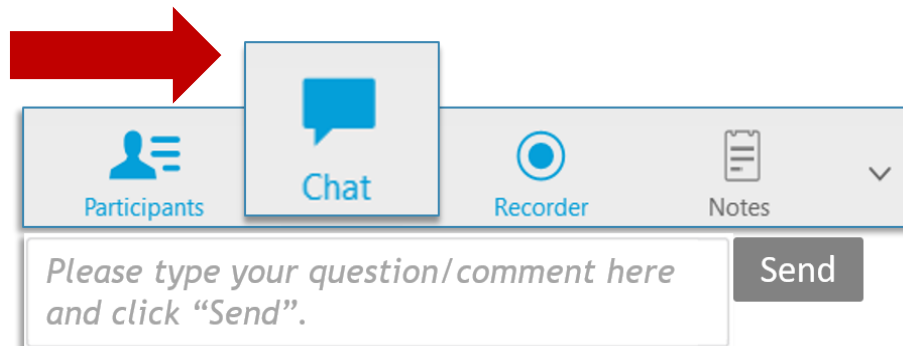 Participants
Chat
Recorder
Notes
Please type your question/comment here
and click “Send”.
Send